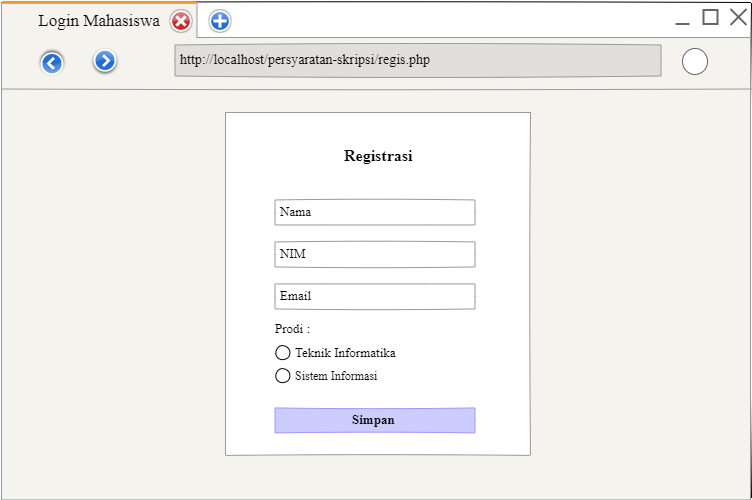 Login Mahasiswa
http://localhost/persyaratan-skripsi/regis.php
Registrasi
Nama
NIM
Email
Prodi :
Teknik Informatika
Sistem Informasi
Simpan